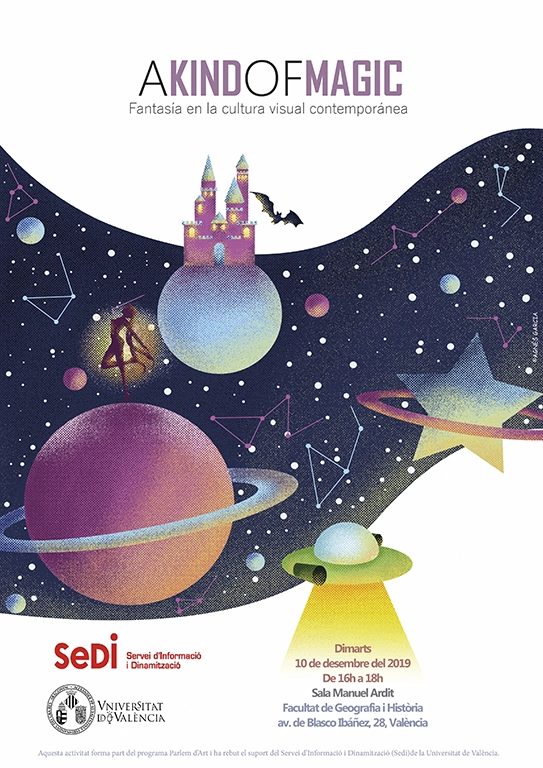 AKINDOFMAGIC
Fantasía en la cultura visual contemporánea
©AGNÉS GARCÍA
SeDI
Servei d'Informació
i Dinamització
VNIVERSITAT
ID VALÈNCIA
Dimarts
10 de desembre del 2019
De 16h a 18h
Sala Manuel Ardit
Facultat de Geografia i Història
av. de Blasco Ibáñez, 28, València
Aquesta activitat forma part del programa Parlem d'Art i ha rebut el suport del Servei d'Informació i Dinamització (Sedi)de la Universitat de València.